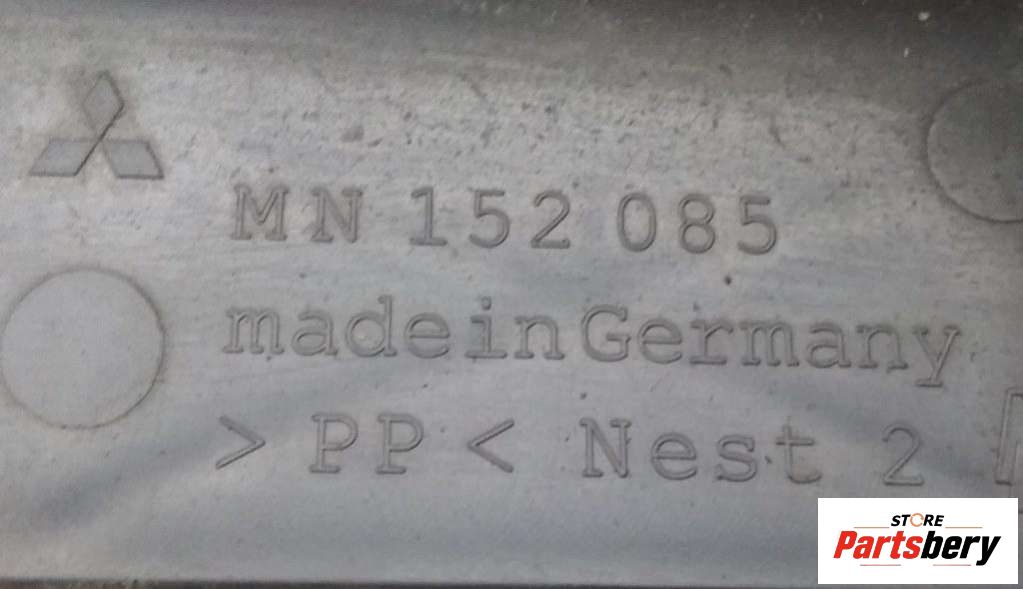 MN 152 085
made in Germany
> PP < Nest 2
STORE
Partsbery